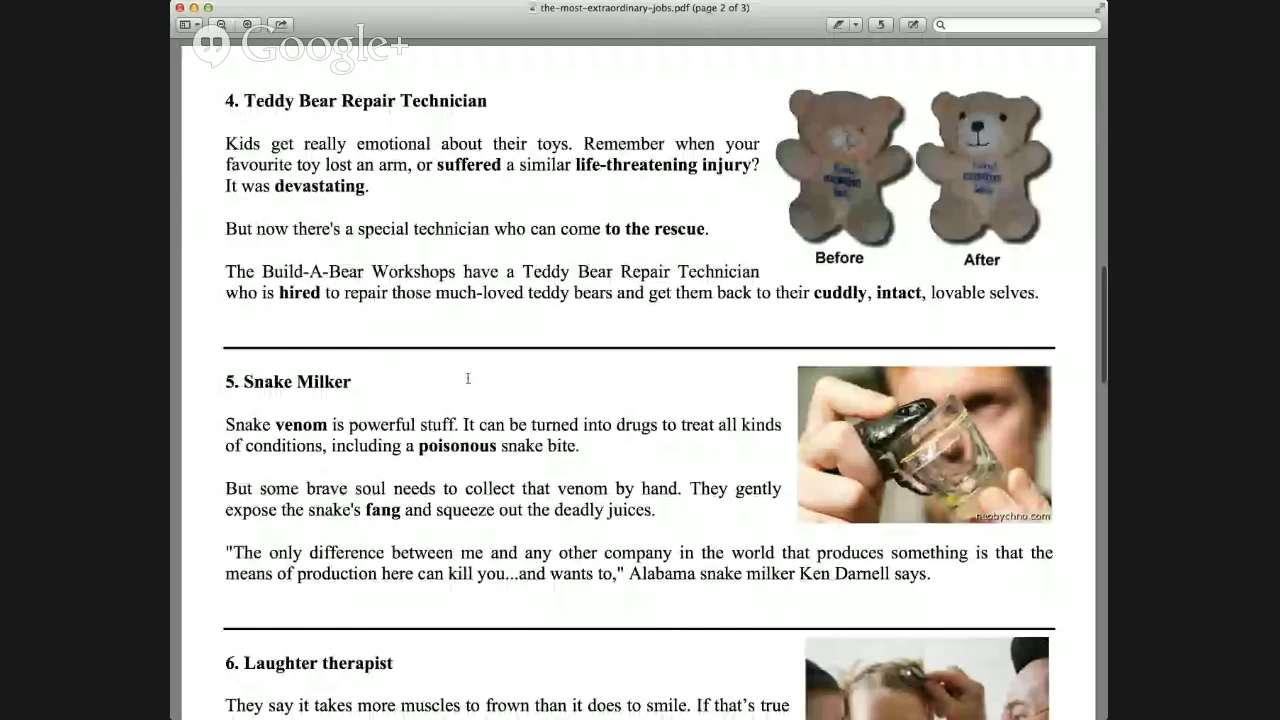 the-most-extraordinary-jobs.pdf (page 2 of 3)
Google+
4. Teddy Bear Repair Technician
Kids get really emotional about their toys. Remember when your
favourite toy lost an arm, or suffered a similar life-threatening injury?
It was devastating.
But now there's a special technician who can come to the rescue.
The Build-A-Bear Workshops have a Teddy Bear Repair Technician
who is hired to repair those much-loved teddy bears and get them back to their cuddly, intact, lovable selves.
Before
After
5. Snake Milker
Snake venom is powerful stuff. It can be turned into drugs to treat all kinds
of conditions, including a poisonous snake bite.
But some brave soul needs to collect that venom by hand. They gently
expose the snake's fang and squeeze out the deadly juices.
neobychno.com
"The only difference between me and any other company in the world that produces something is that the
means of production here can kill you...and wants to," Alabama snake milker Ken Darnell says.
6. Laughter therapist
They say it takes more muscles to frown than it does to smile. If that's true